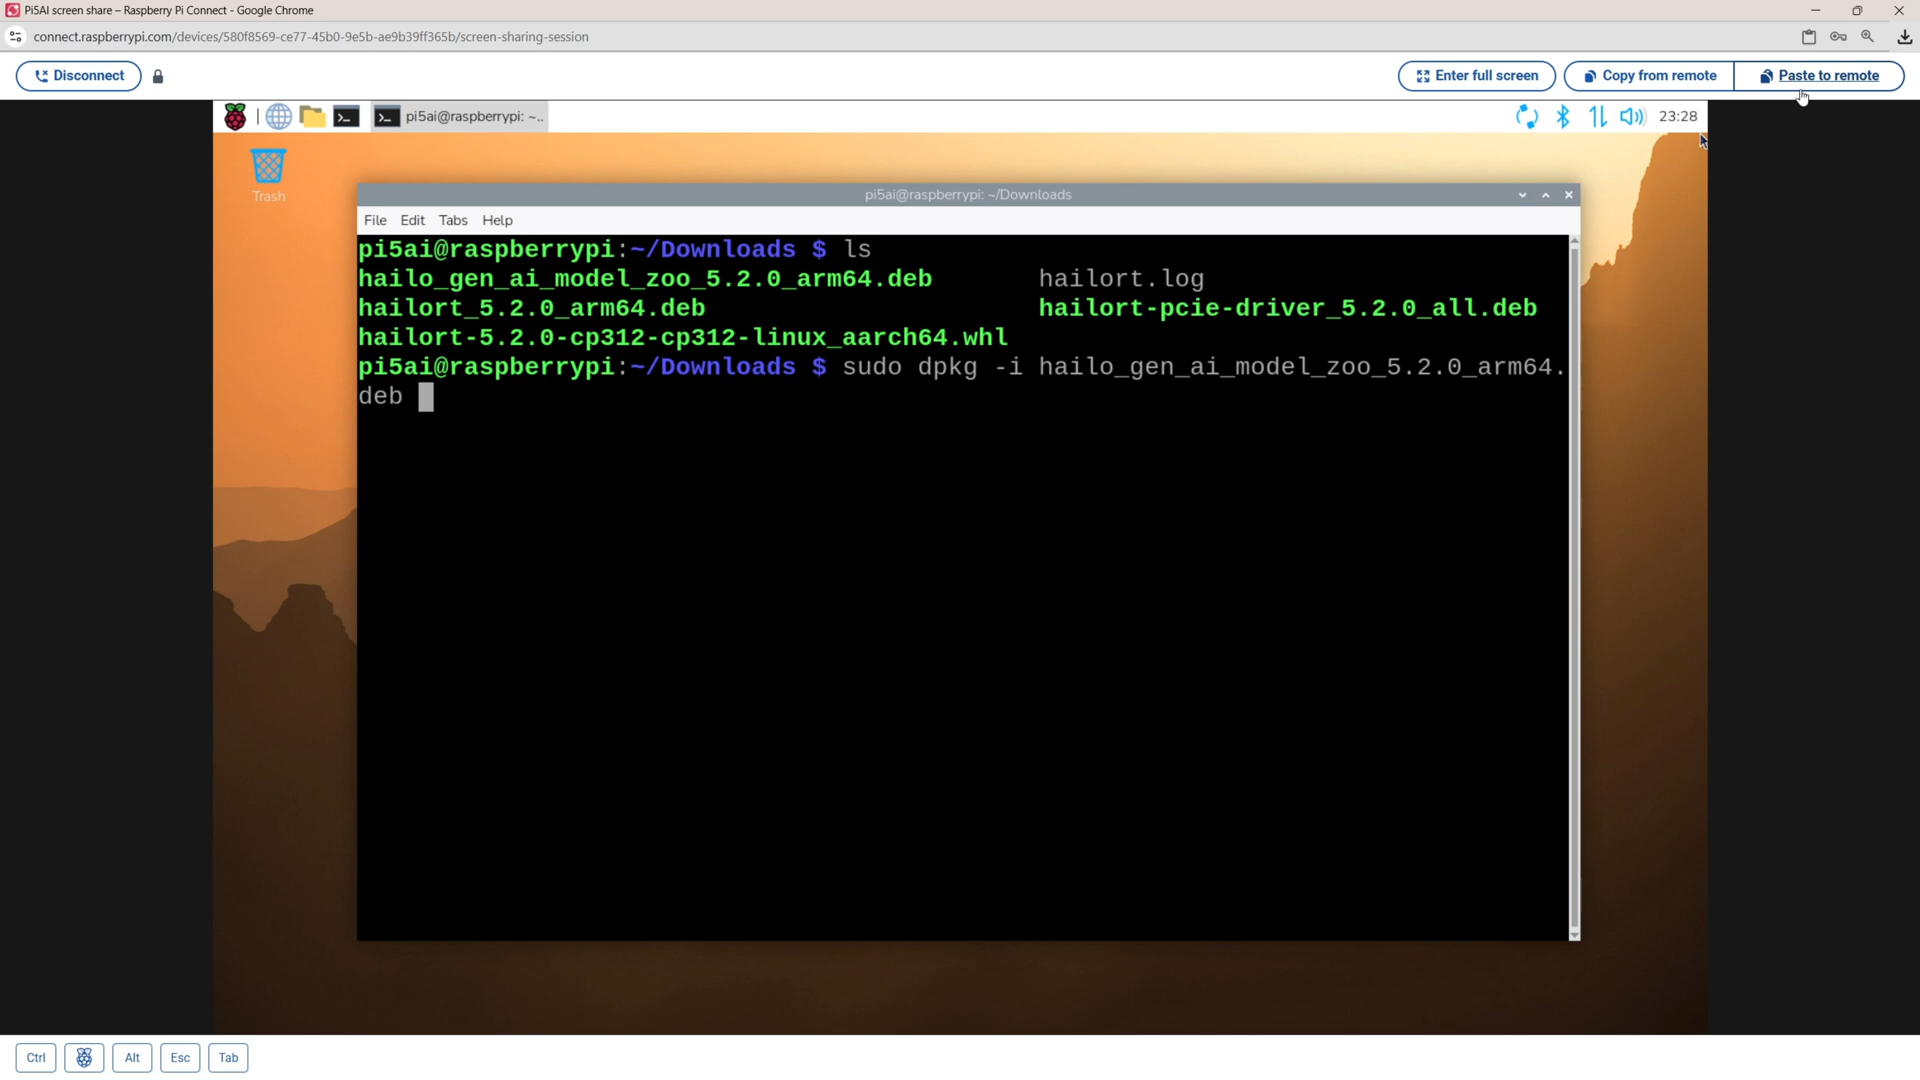 Pi5AI screen share – Raspberry Pi Connect - Google Chrome
connect.raspberrypi.com/devices/580f8569-ce77-45b0-9e5b-ae9b39ff365b/screen-sharing-session
Disconnect
Enter full screen
Copy from remote
Paste to remote
pi5ai@raspberrypi: ~..
23:28
Trash
pi5ai@raspberrypi: ~/Downloads
File Edit Tabs Help
pi5ai@raspberrypi:~/Downloads $ ls
hailo_gen_ai_model_zoo_5.2.0_arm64.deb hailort.log
hailort_5.2.0_arm64.deb hailort-pcie-driver_5.2.0_all.deb
hailort-5.2.0-cp312-cp312-linux_aarch64.whl
pi5ai@raspberrypi:~/Downloads $ sudo dpkg -i hailo_gen_ai_model_zoo_5.2.0_arm64.
deb
Ctrl Alt Esc Tab